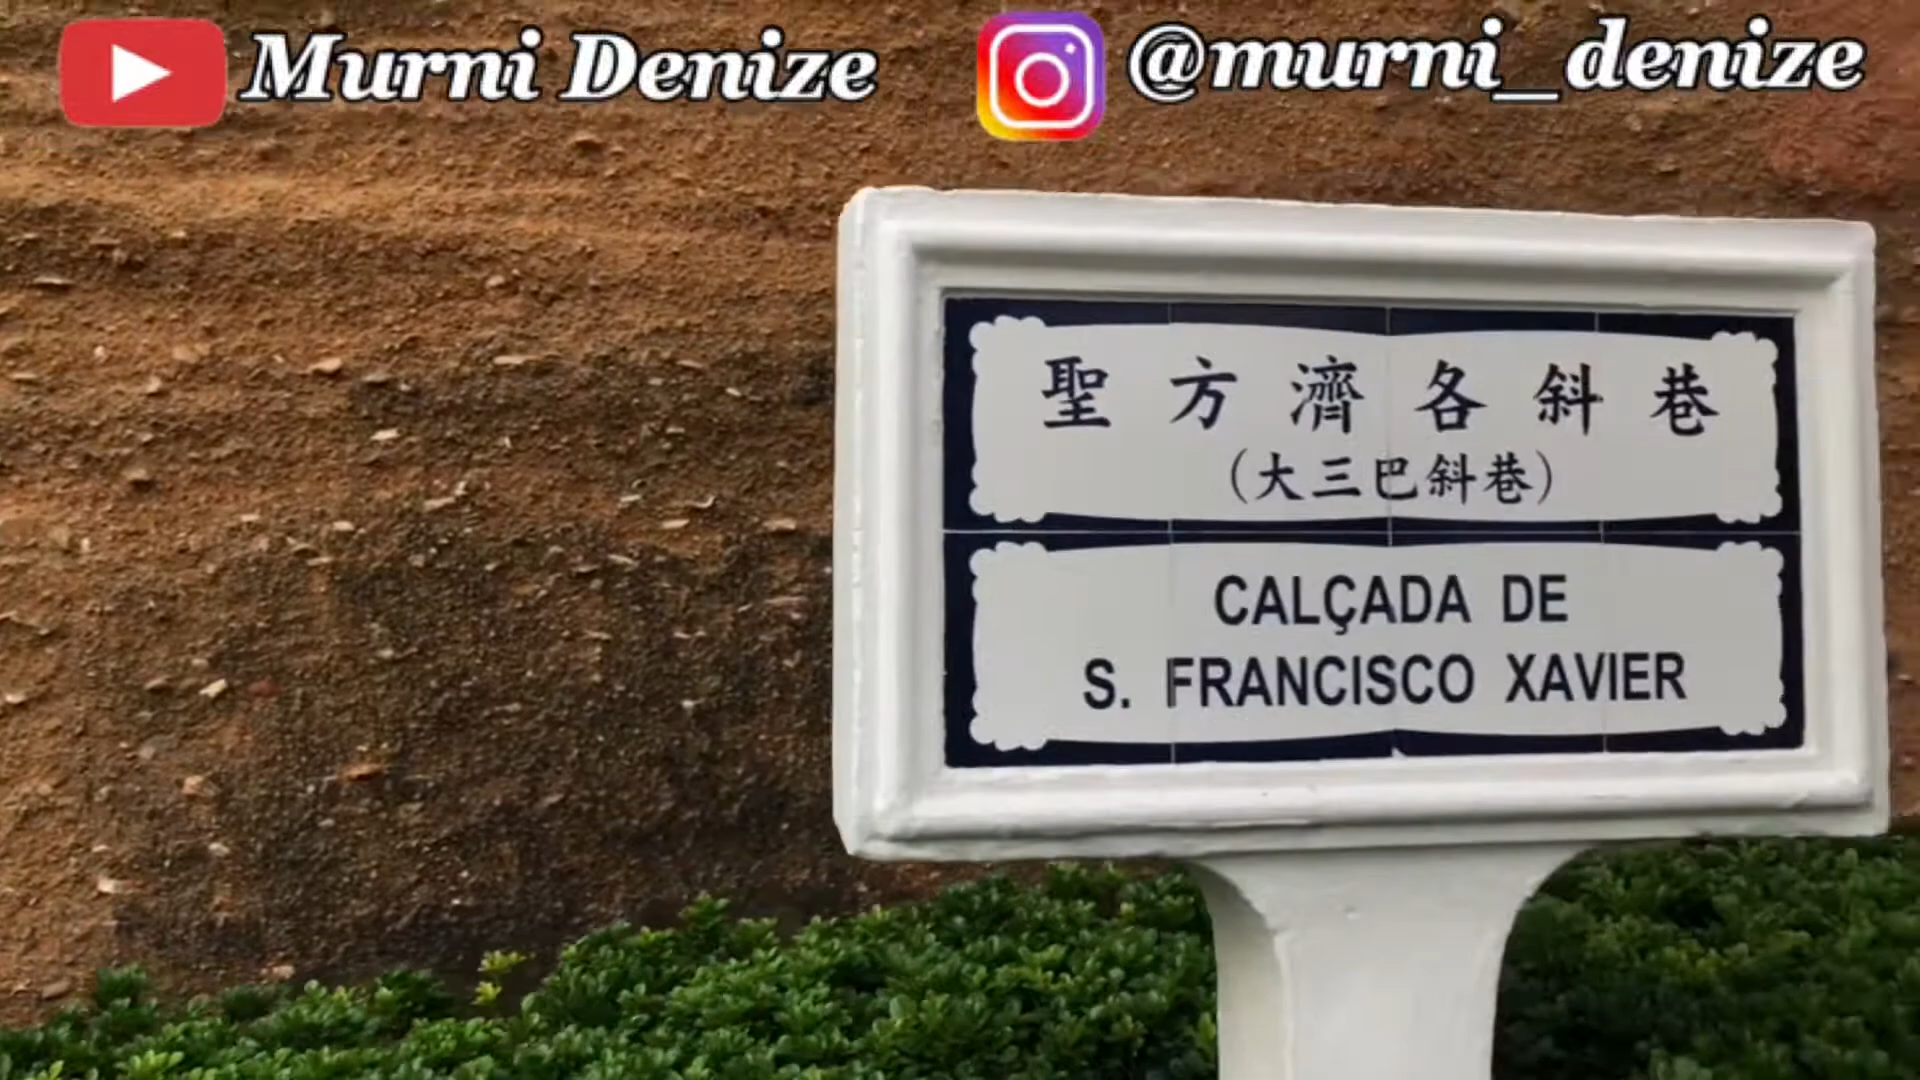 Murni Denize @murni_denize
聖方濟各斜巷
(大三巴斜巷)
CALÇADA DE
S. FRANCISCO XAVIER